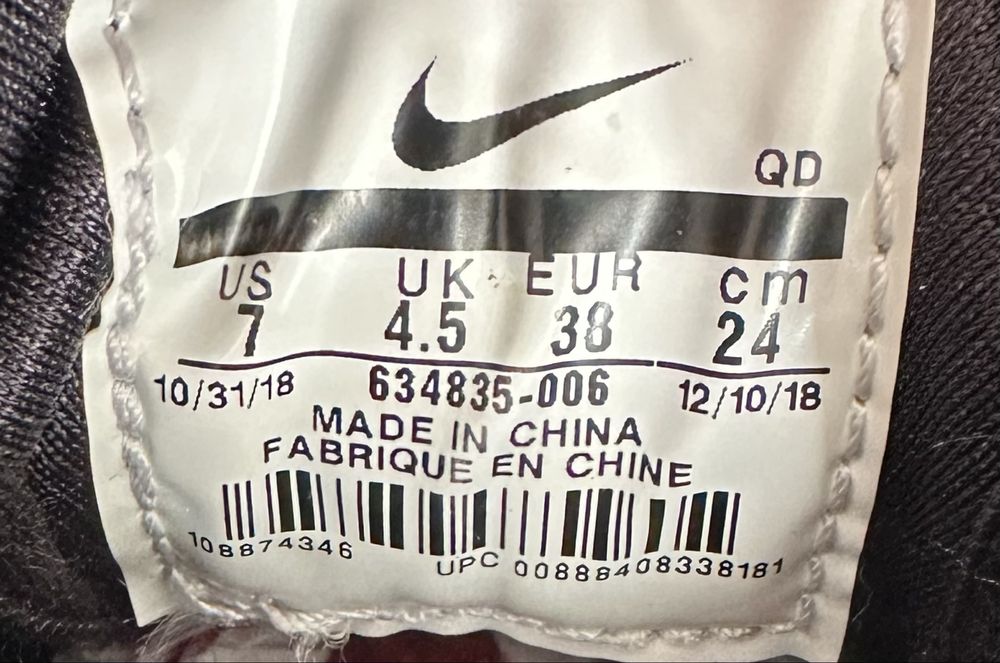 QD
US UK EUR cm
7 4.5 38 24
10/31/18 634835-006 12/10/18
MADE IN CHINA
FABRIQUE EN CHINE
108874346 UPC 00888408338181